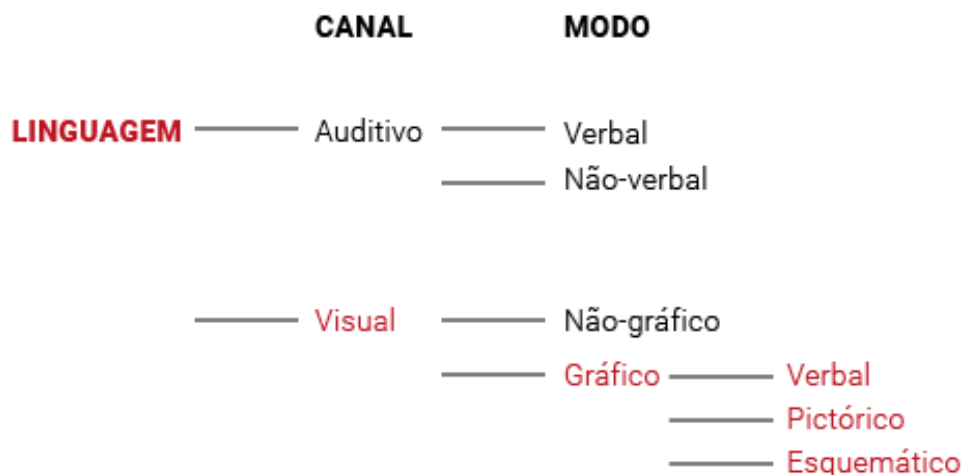 CANAL MODO
LINGUAGEM Auditivo Verbal
Não-verbal
Visual Não-gráfico
Gráfico Verbal
Pictórico
Esquemático